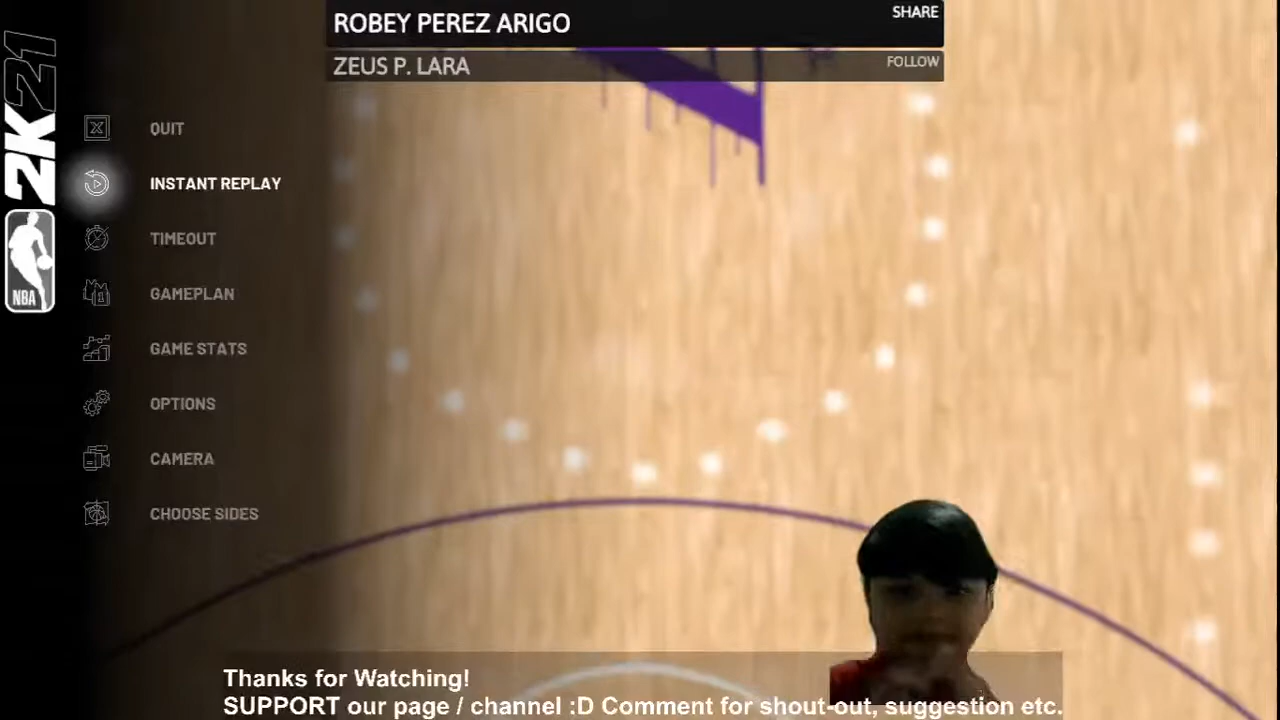 ROBEY PEREZ ARIGO
SHARE
ZEUS P. LARA
FOLLOW
NBA 2K21
NBA
QUIT
INSTANT REPLAY
TIMEOUT
GAMEPLAN
GAME STATS
OPTIONS
CAMERA
CHOOSE SIDES
Thanks for Watching!
SUPPORT our page / channel :D Comment for shout-out, suggestion etc.